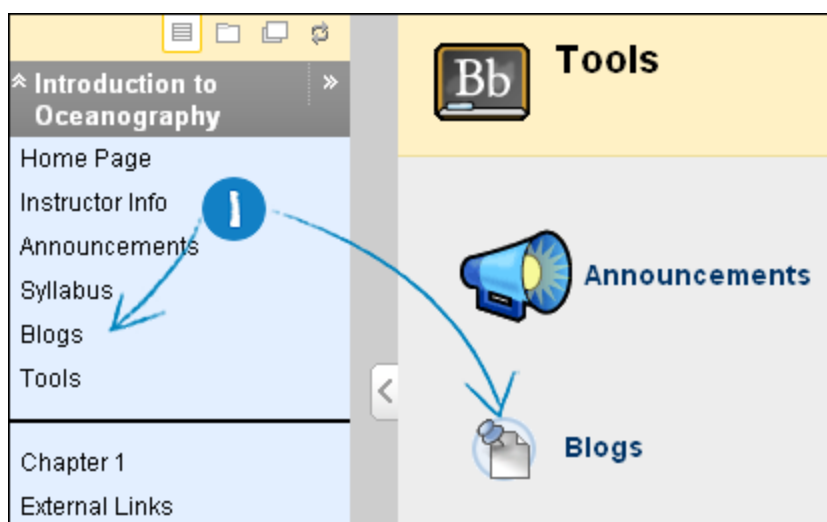 Introduction to
Oceanography
Home Page
Instructor Info
Announcements
Syllabus
Blogs
Tools
Chapter 1
External Links
1
Bb
Tools
Announcements
Blogs